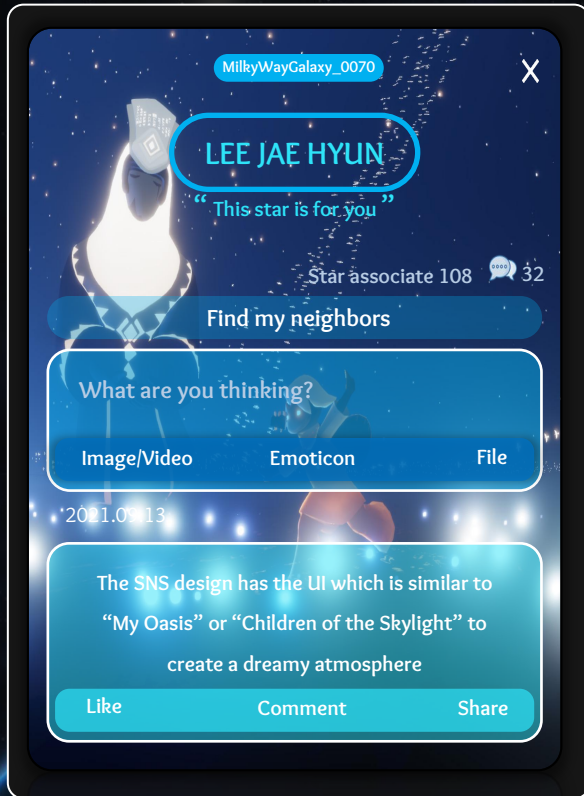 MilkyWayGalaxy_0070
X
LEE JAE HYUN
“ This star is for you ”
Star associate 108 32
Find my neighbors
What are you thinking?
Image/Video Emoticon File
2021.09.13
The SNS design has the UI which is similar to
“My Oasis” or “Children of the Skylight” to
create a dreamy atmosphere
Like Comment Share